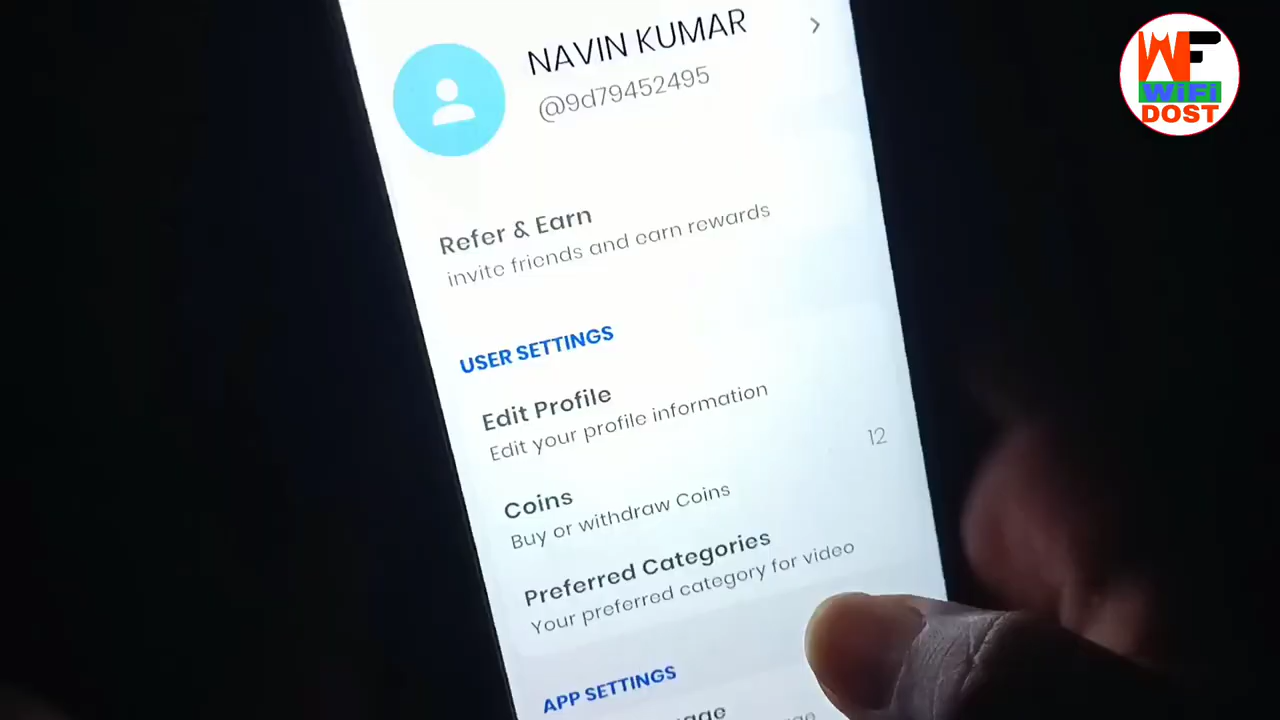 NAVIN KUMAR
@9d79452495
Refer & Earn
invite friends and earn rewards
USER SETTINGS
Edit Profile
Edit your profile information
Coins
12
Buy or withdraw Coins
Preferred Categories
Your preferred category for video
APP SETTINGS
WF
WiFi
DOST